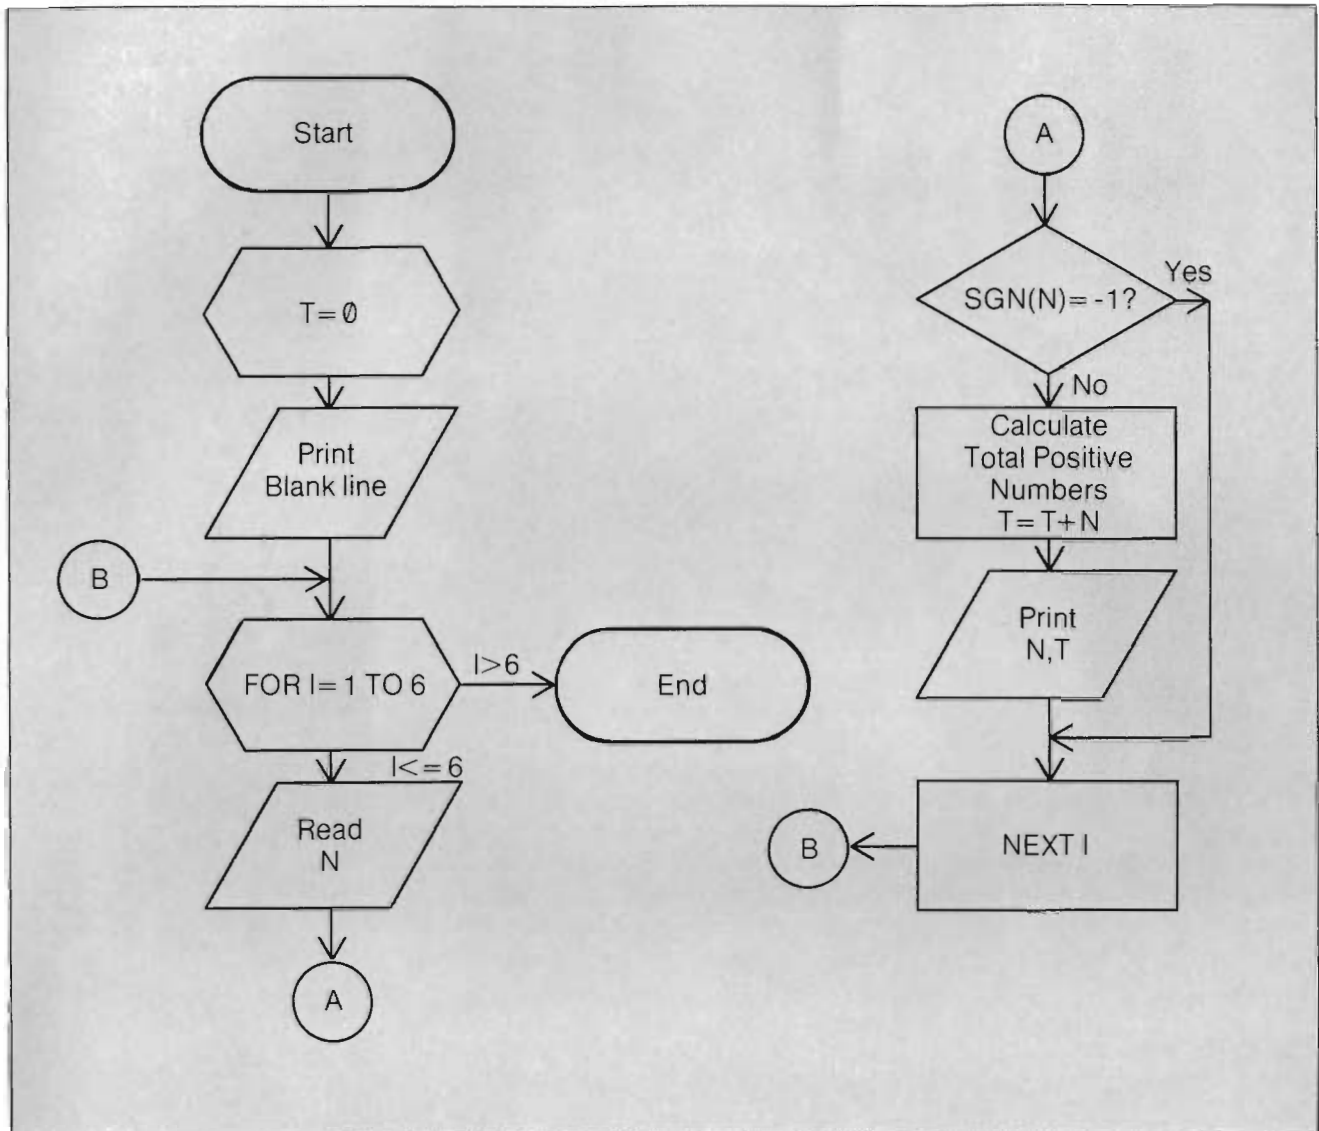 Start
T=Ø
Print
Blank line
B
FOR I=1 TO 6
I>6
End
I<=6
Read
N
A
A
SGN(N)= -1?
Yes
No
Calculate
Total Positive
Numbers
T=T+N
Print
N,T
NEXT I
B